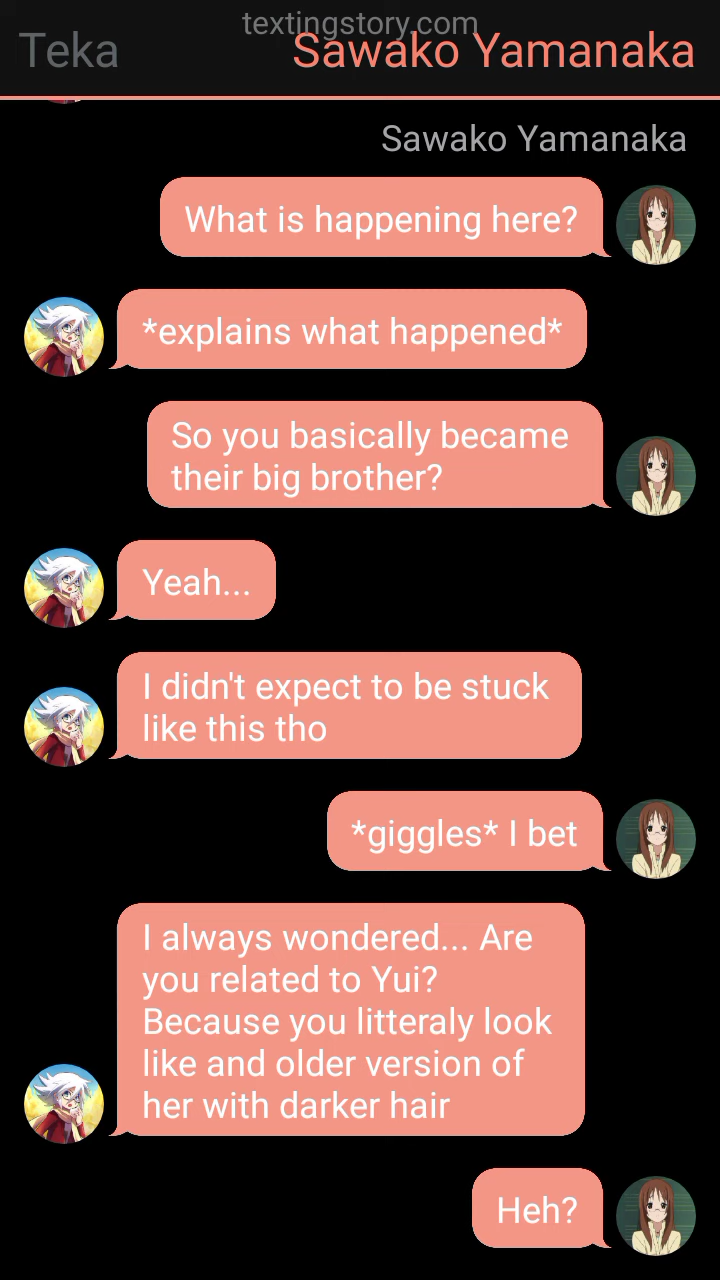 textingstory.com
Teka
Sawako Yamanaka
Sawako Yamanaka
What is happening here?
*explains what happened*
So you basically became
their big brother?
Yeah...
I didn't expect to be stuck
like this tho
*giggles* I bet
I always wondered... Are
you related to Yui?
Because you litteraly look
like and older version of
her with darker hair
Heh?